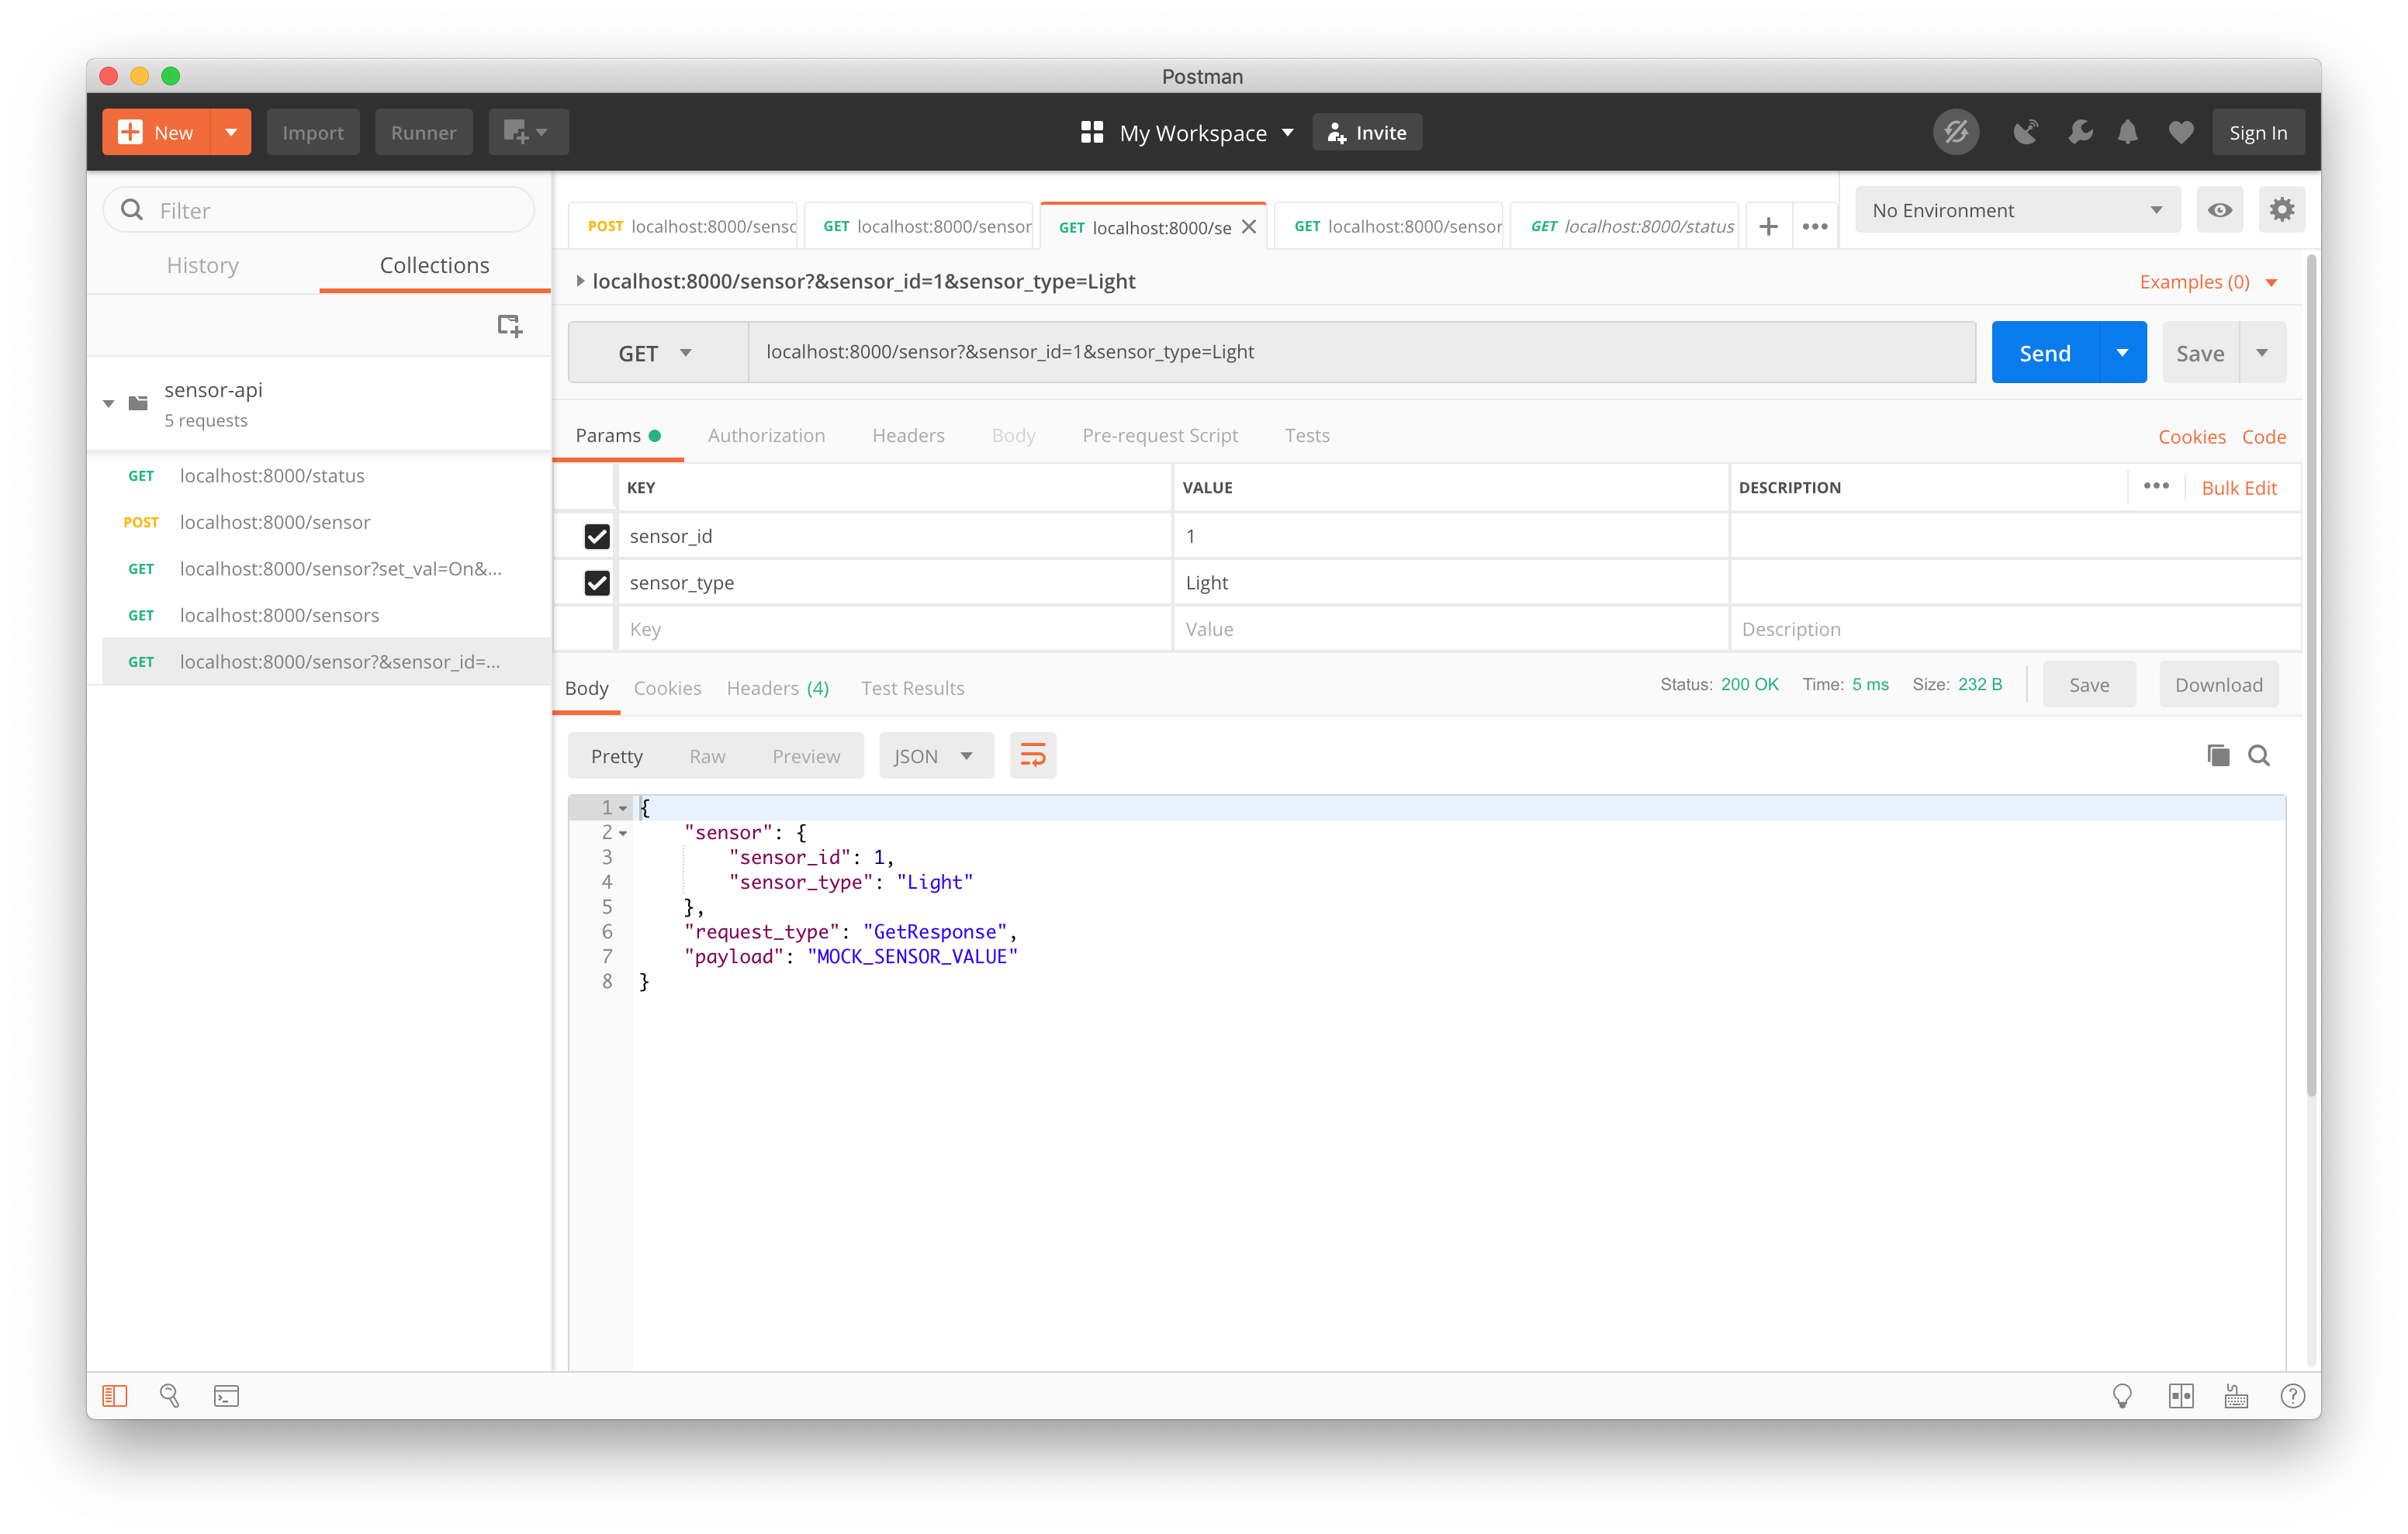 Postman
New
Import
Runner
My Workspace
Invite
Sign In
Filter
History
Collections
sensor-api
5 requests
GET localhost:8000/status
POST localhost:8000/sensor
GET localhost:8000/sensor?set_val=On&...
GET localhost:8000/sensors
GET localhost:8000/sensor?&sensor_id=...
POST localhost:8000/senso
GET localhost:8000/sensor
GET localhost:8000/se
GET localhost:8000/sensor
GET localhost:8000/status
No Environment
localhost:8000/sensor?&sensor_id=1&sensor_type=Light
Examples (0)
GET
localhost:8000/sensor?&sensor_id=1&sensor_type=Light
Send
Save
Params
Authorization
Headers
Body
Pre-request Script
Tests
Cookies
Code
KEY VALUE DESCRIPTION
Bulk Edit
sensor_id 1
sensor_type Light
Key Value Description
Body
Cookies
Headers (4)
Test Results
Status: 200 OK Time: 5 ms Size: 232 B
Save
Download
Pretty
Raw
Preview
JSON
1 {
2 "sensor": {
3 "sensor_id": 1,
4 "sensor_type": "Light"
5 },
6 "request_type": "GetResponse",
7 "payload": "MOCK_SENSOR_VALUE"
8 }